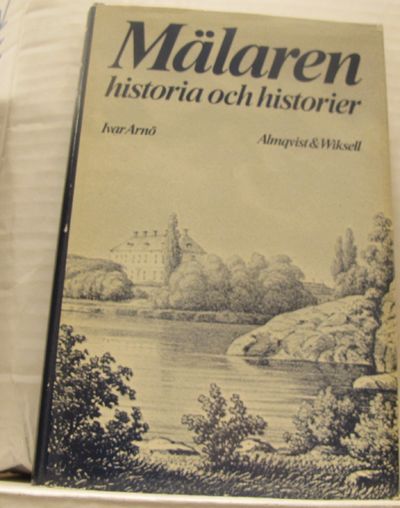 Mälaren
historia och historier
Ivar Arnö
Almqvist & Wiksell